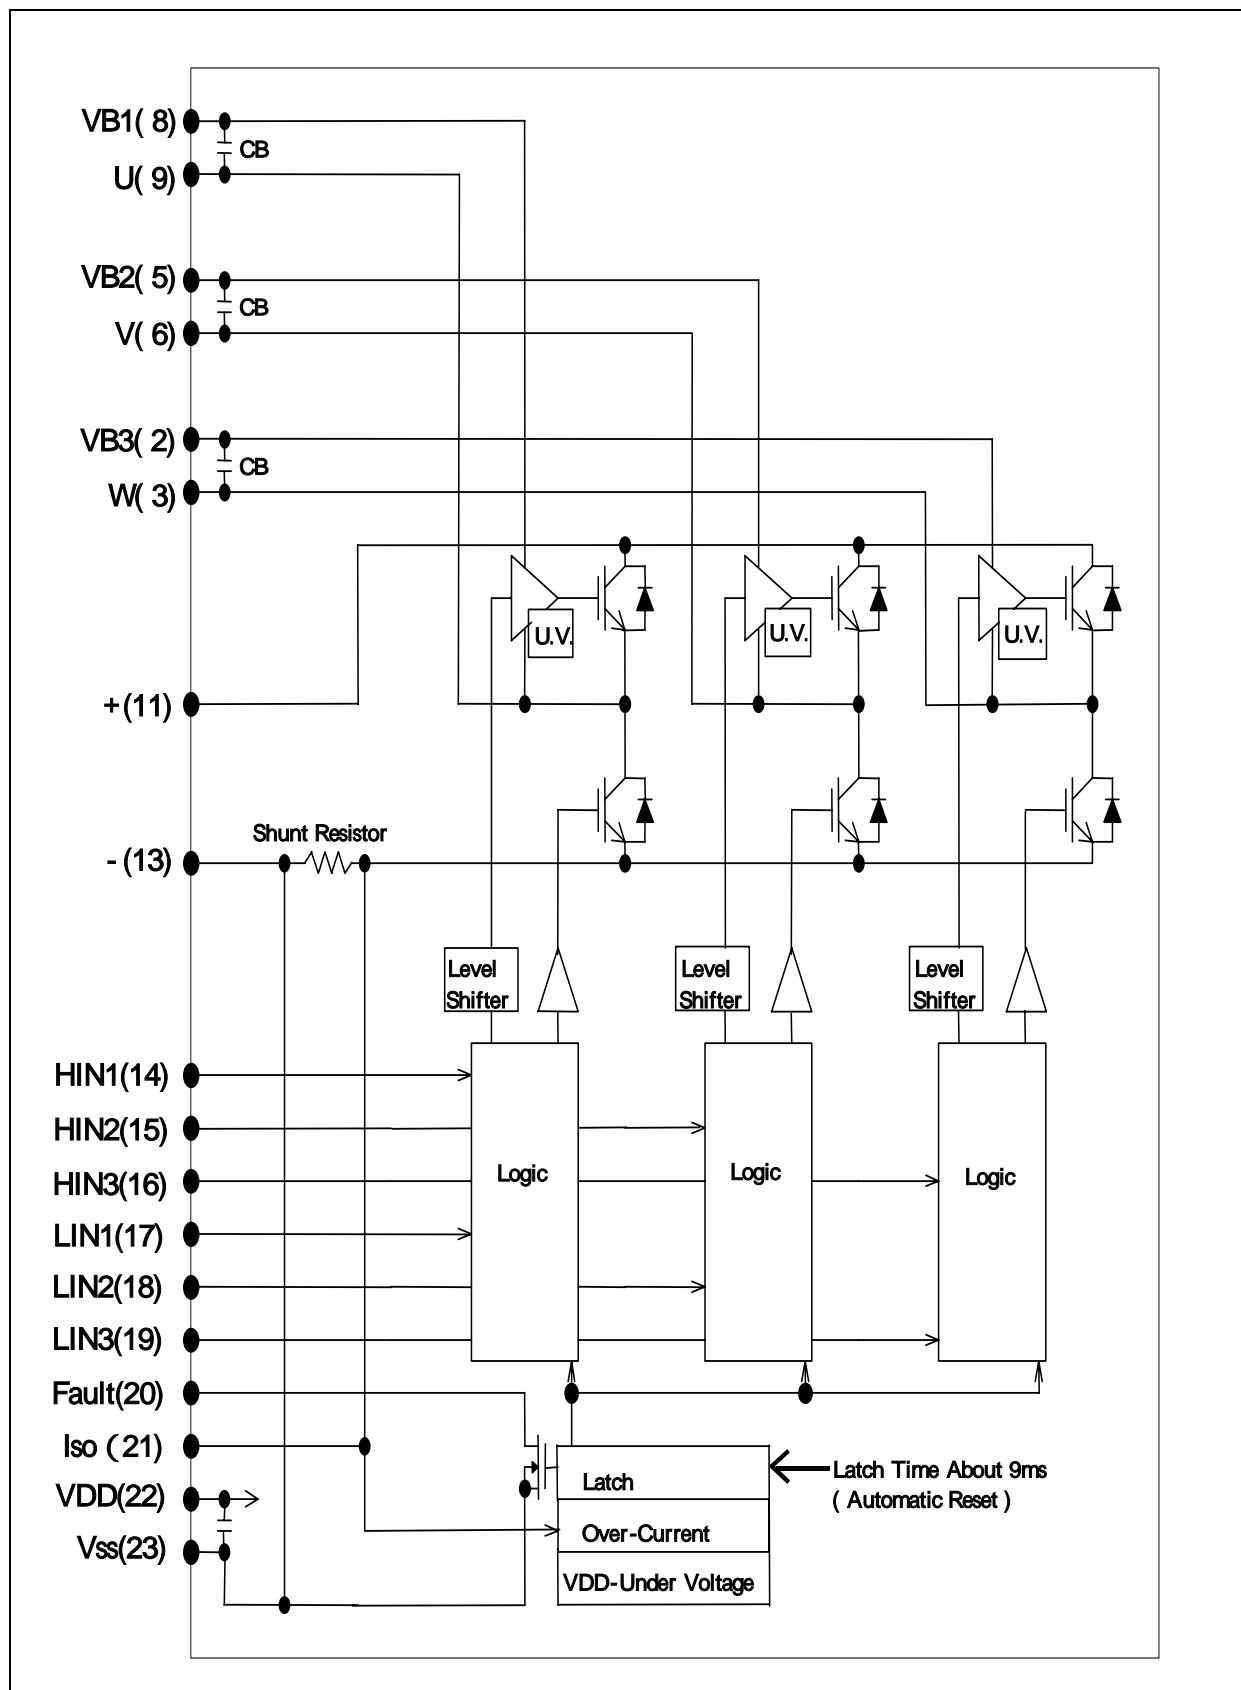 VB1( 8)
CB
U( 9)
VB2( 5)
CB
V( 6)
VB3( 2)
CB
W( 3)
U.V.
U.V.
U.V.
+(11)
Shunt Resistor
- (13)
Level
Shifter
Level
Shifter
Level
Shifter
HIN1(14)
HIN2(15)
HIN3(16)
Logic
Logic
Logic
LIN1(17)
LIN2(18)
LIN3(19)
Fault(20)
Iso (21)
VDD(22)
Vss(23)
Latch
Over-Current
VDD-Under Voltage
Latch Time About 9ms
( Automatic Reset )